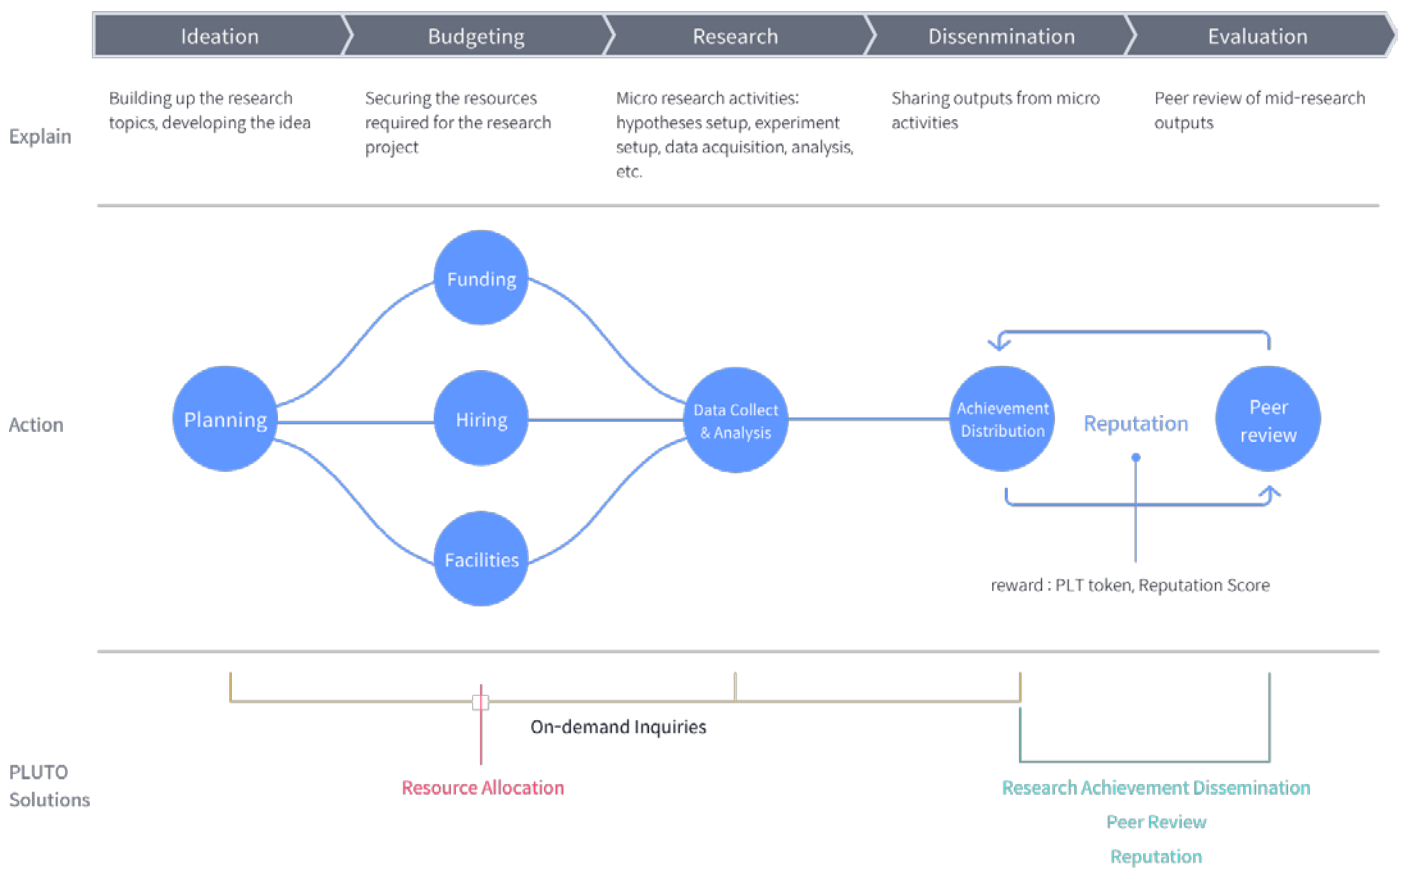 Ideation
Budgeting
Research
Dissenmination
Evaluation
Explain
Building up the research
topics, developing the idea
Securing the resources
required for the research
project
Micro research activities:
hypotheses setup, experiment
setup, data acquisition, analysis,
etc.
Sharing outputs from micro
activities
Peer review of mid-research
outputs
Action
Planning
Funding
Hiring
Facilities
Data Collect
& Analysis
Achievement
Distribution
Reputation
Peer
review
reward : PLT token, Reputation Score
PLUTO
Solutions
On-demand Inquiries
Resource Allocation
Research Achievement Dissemination
Peer Review
Reputation